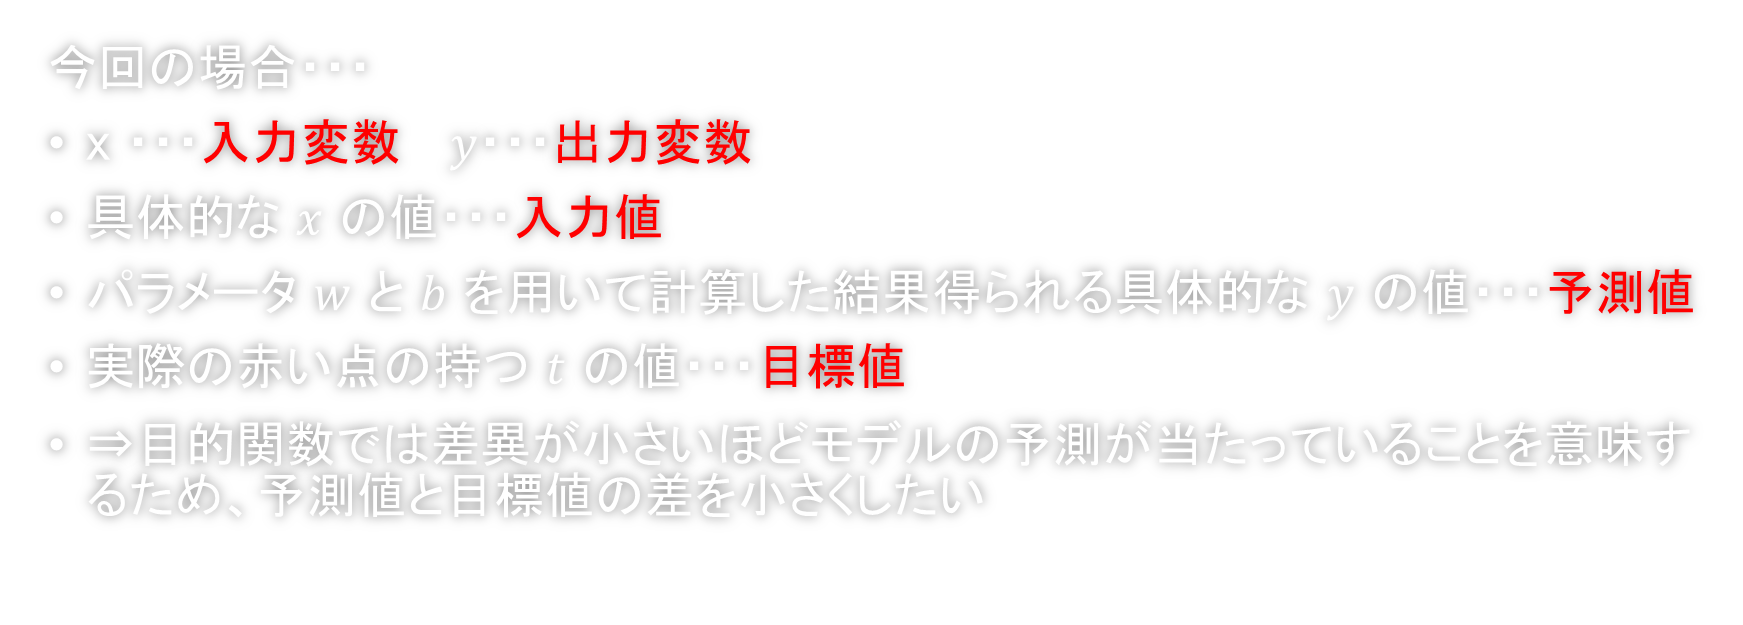 今回の場合･･･
• x ･･･入力変数　y･･･出力変数
• 具体的な x の値･･･入力値
• パラメータ w と b を用いて計算した結果得られる具体的な y の値･･･予測値
• 実際の赤い点の持つ t の値･･･目標値
• ⇒目的関数では差異が小さいほどモデルの予測が当たっていることを意味す
るため、予測値と目標値の差を小さくしたい